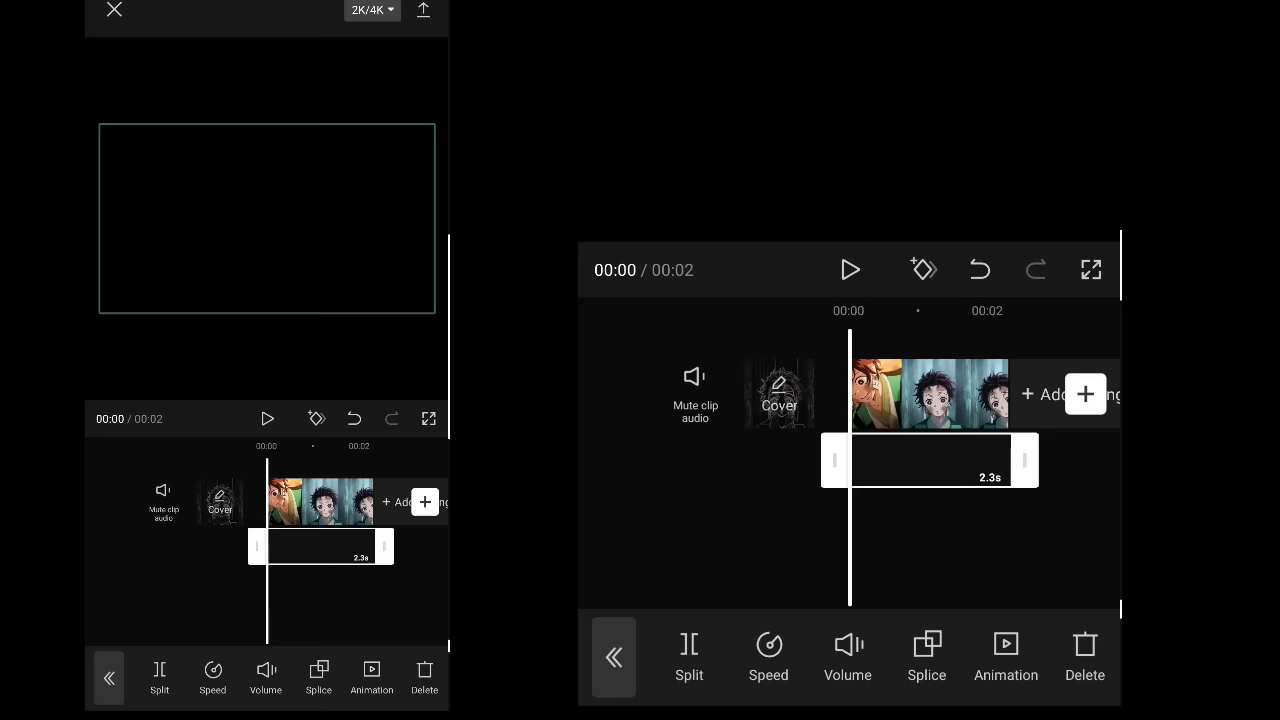 2K/4K
00:00 / 00:02
00:00
00:02
Mute clip
audio
Cover
+ Add
ng
2.3s
Split
Speed
Volume
Splice
Animation
Delete
00:00 / 00:02
00:00
00:02
Mute clip
audio
Cover
+ Add
ng
2.3s
Split
Speed
Volume
Splice
Animation
Delete